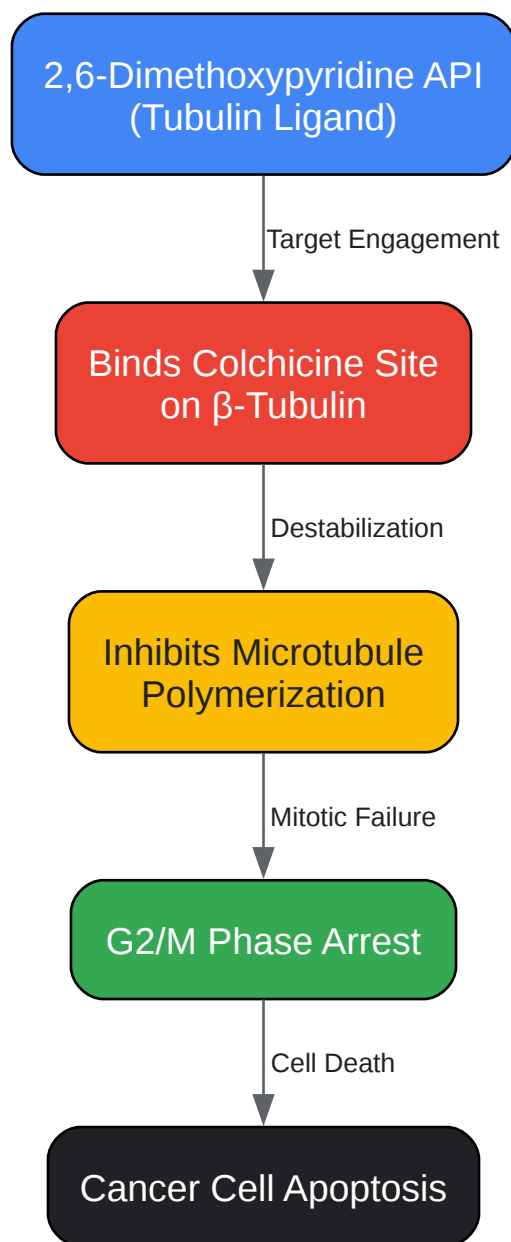 2,6-Dimethoxypyridine API
(Tubulin Ligand)
Target Engagement
Binds Colchicine Site
on β-Tubulin
Destabilization
Inhibits Microtubule
Polymerization
Mitotic Failure
G2/M Phase Arrest
Cell Death
Cancer Cell Apoptosis